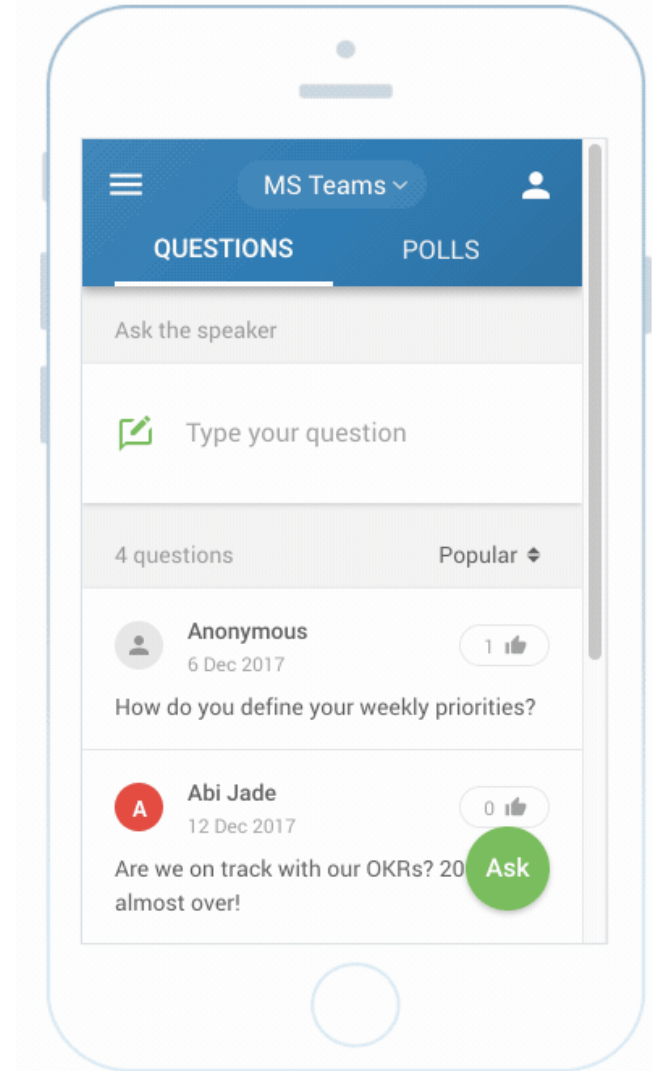 MS Teams
QUESTIONS POLLS
Ask the speaker
Type your question
4 questions Popular
Anonymous
6 Dec 2017
1
How do you define your weekly priorities?
A
Abi Jade
12 Dec 2017
0
Are we on track with our OKRs? 20
Ask
almost over!